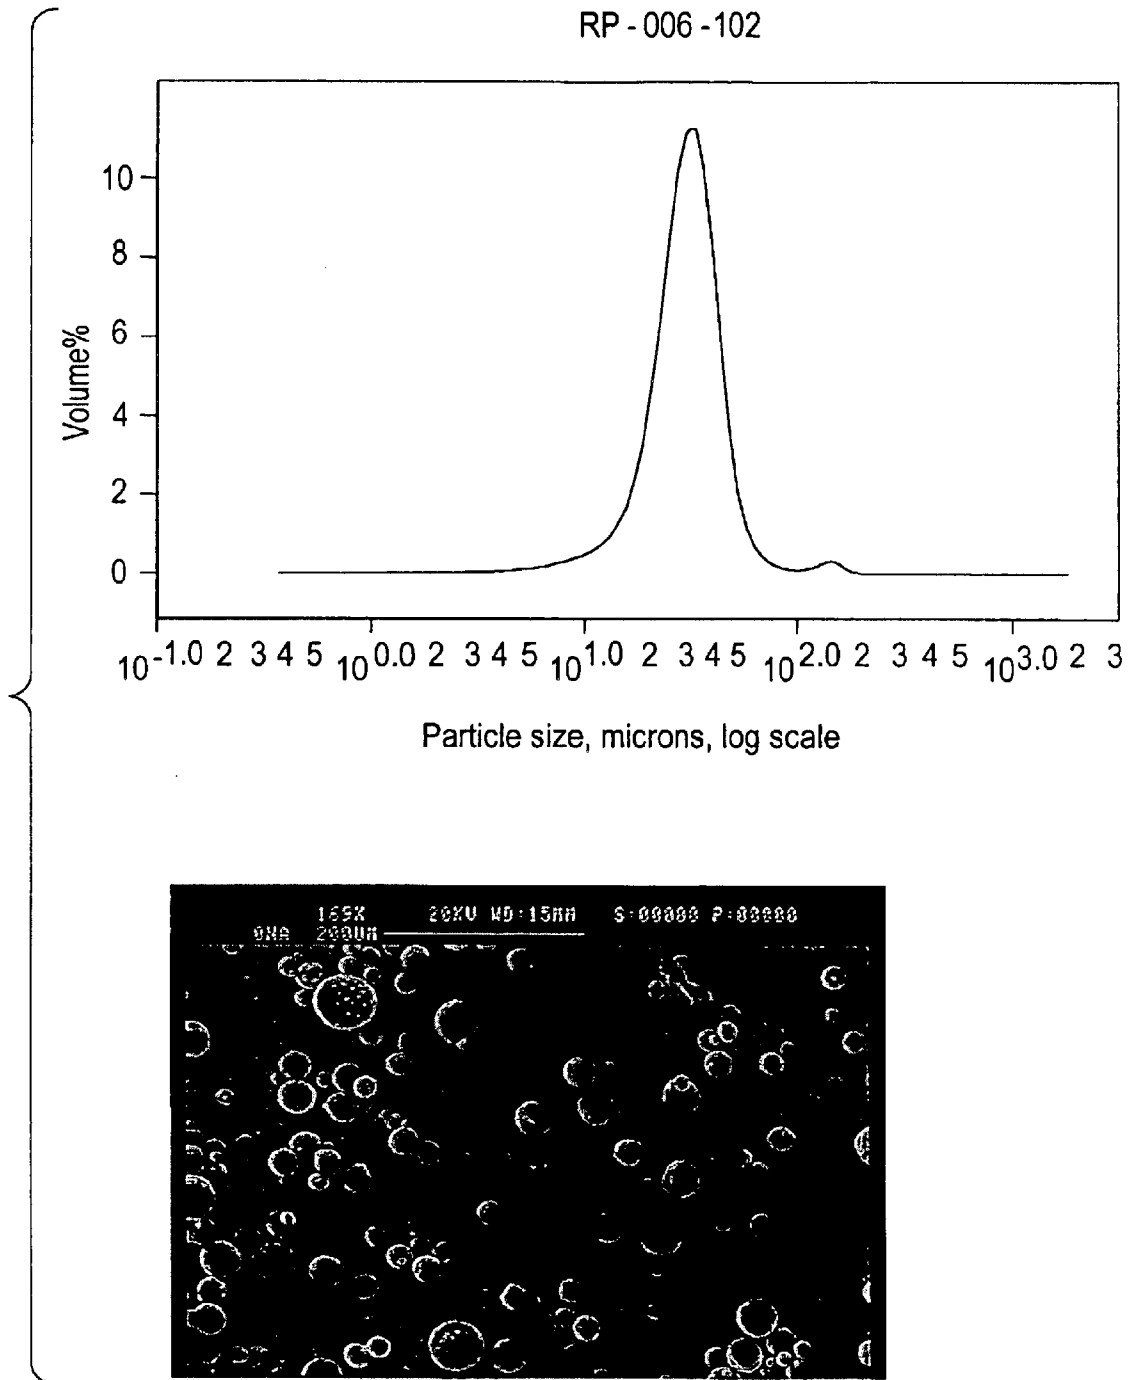 RP - 006 -102
10
8
6
4
2
0
Volume%
10-1.0 2 3 4 5 100.0 2 3 4 5 101.0 2 3 4 5 102.0 2 3 4 5 103.0 2 3
Particle size, microns, log scale
169X 20KV WD:15MM S:00000 P:00000
200UM